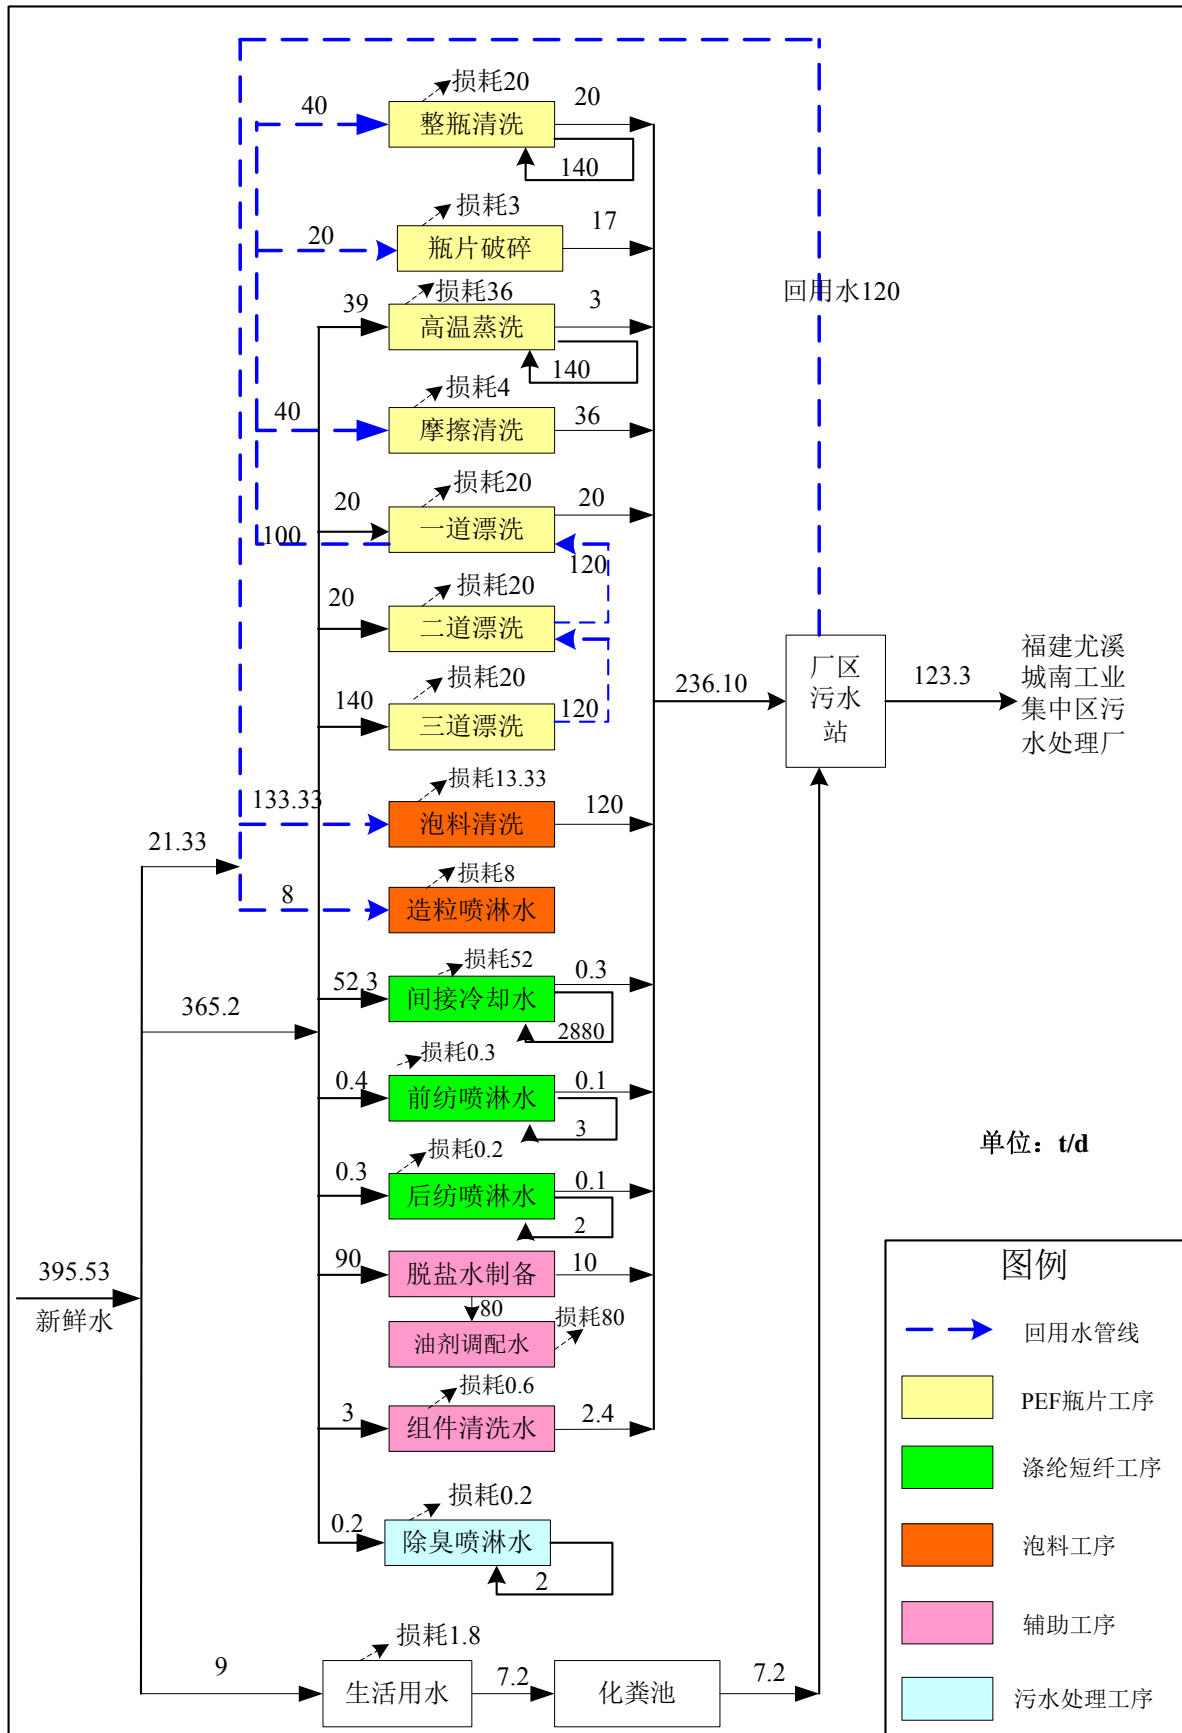 损耗20
40
20
整瓶清洗
140
损耗3
20
17
瓶片破碎
回用水120
损耗36
39
3
高温蒸洗
140
损耗4
40
36
摩擦清洗
损耗20
20
20
一道漂洗
100
120
损耗20
20
二道漂洗
损耗20
140
120
三道漂洗
236.10
厂区
污水
站
123.3
福建尤溪
城南工业
集中区污
水处理厂
损耗13.33
133.33
120
泡料清洗
21.33
损耗8
8
造粒喷淋水
损耗52
52.3
0.3
间接冷却水
2880
365.2
损耗0.3
0.4
0.1
前纺喷淋水
3
单位：t/d
损耗0.2
0.3
0.1
后纺喷淋水
2
395.53
新鲜水
90
脱盐水制备
10
80
损耗80
油剂调配水
损耗0.6
3
组件清洗水
2.4
损耗0.2
0.2
除臭喷淋水
2
损耗1.8
9
生活用水
7.2
化粪池
7.2
图例
回用水管线
PEF瓶片工序
涤纶短纤工序
泡料工序
辅助工序
污水处理工序